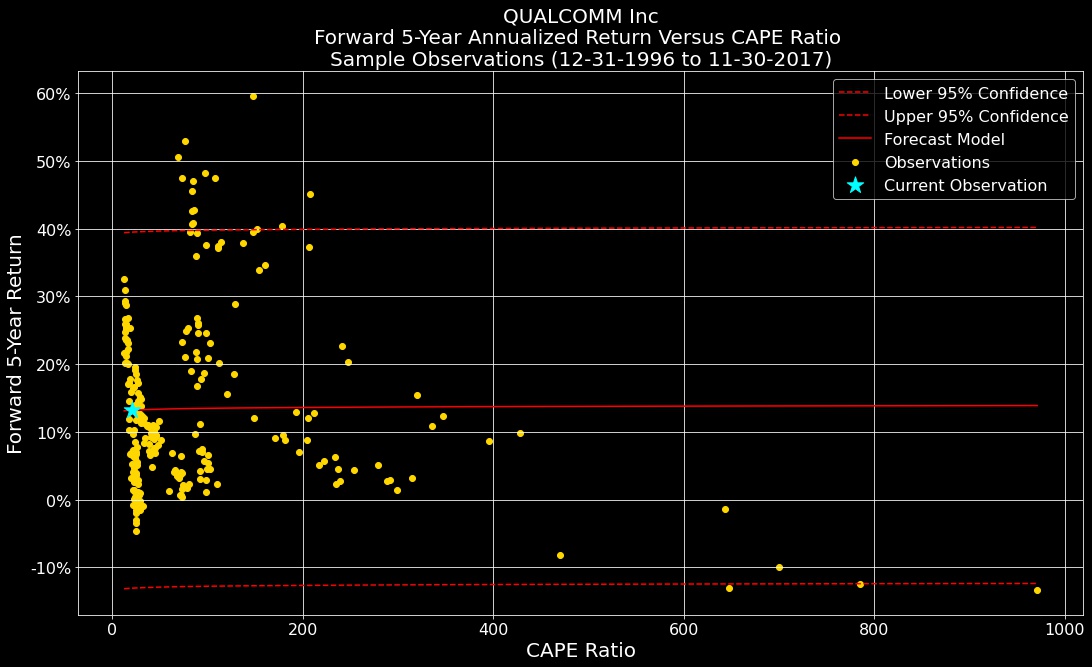 QUALCOMM Inc
Forward 5-Year Annualized Return Versus CAPE Ratio
Sample Observations (12-31-1996 to 11-30-2017)
Lower 95% Confidence
Upper 95% Confidence
Forecast Model
Observations
Current Observation
Forward 5-Year Return
60%
50%
40%
30%
20%
10%
0%
-10%
0 200 400 600 800 1000
CAPE Ratio